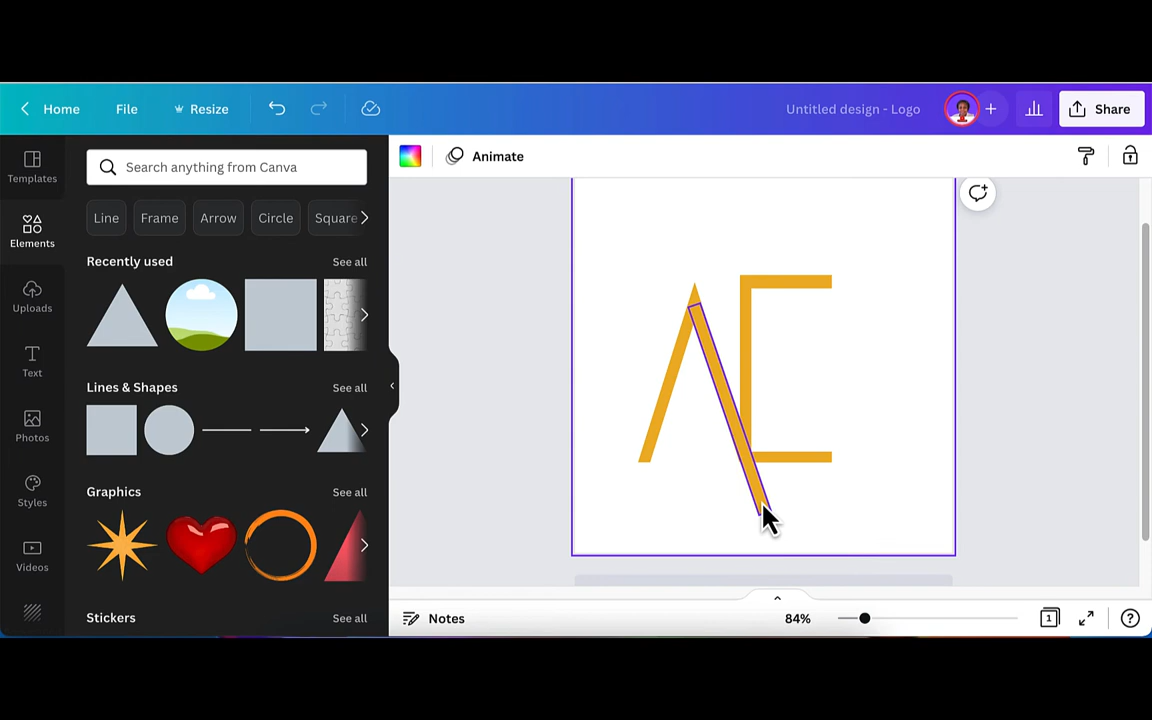 Home File Resize Untitled design - Logo Share
Templates
Search anything from Canva
Animate
Line Frame Arrow Circle Square
Elements
Recently used See all
Uploads
Text
Lines & Shapes See all
Photos
Graphics See all
Styles
Videos
Stickers See all
AC
Notes 84% 1 ?